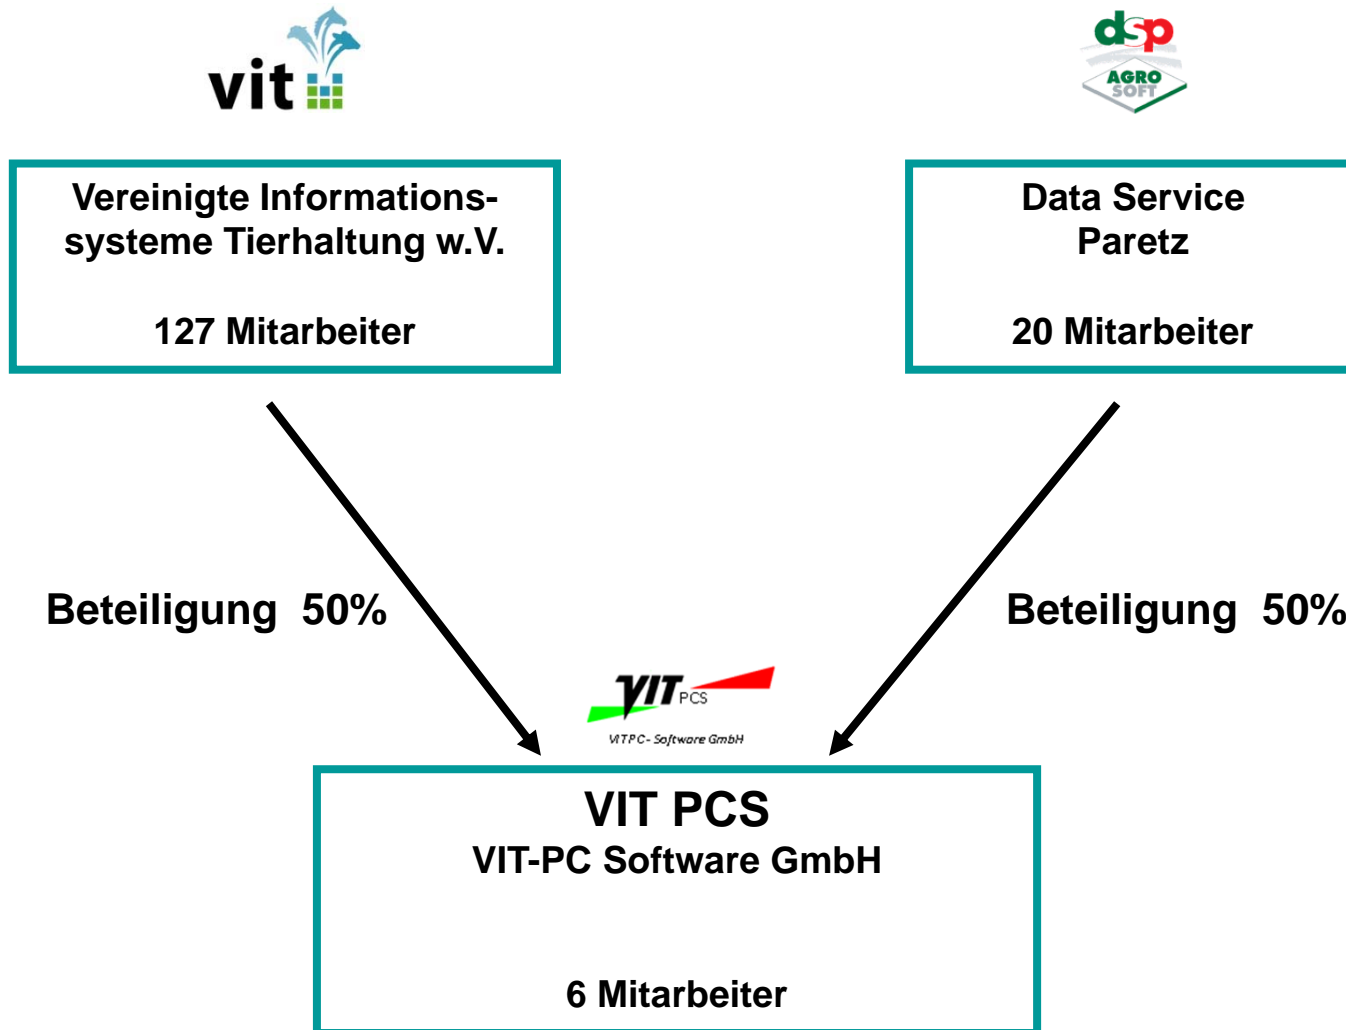 vit
dsp
AGRO
SOFT
Vereinigte Informations-
systeme Tierhaltung w.V.
127 Mitarbeiter
Data Service
Paretz
20 Mitarbeiter
Beteiligung 50%
Beteiligung 50%
VIT PCS
VITPC- Software GmbH
VIT PCS
VIT-PC Software GmbH
6 Mitarbeiter